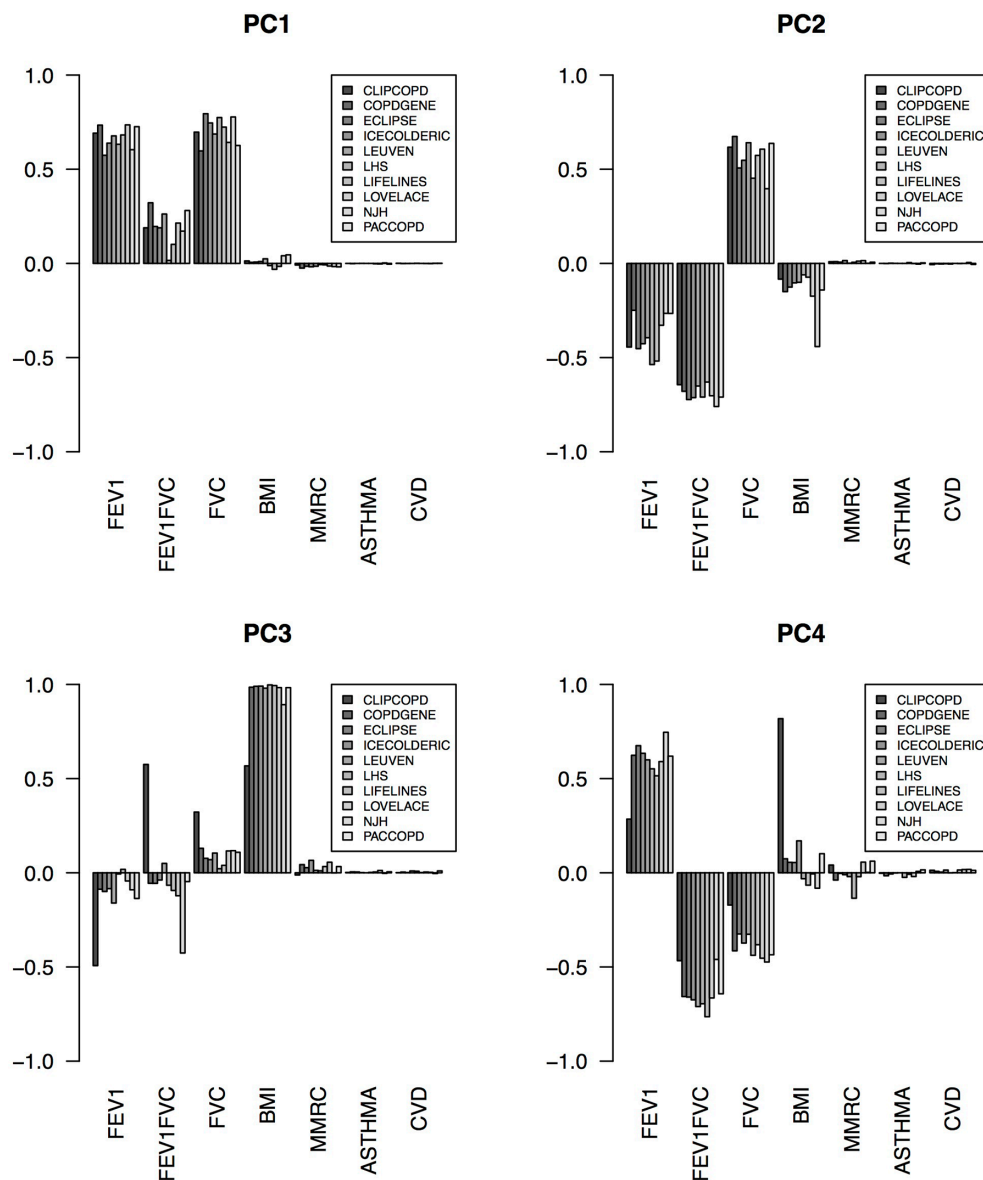 PC1
1.0
0.5
0.0
−0.5
−1.0
CLIPCOPD
COPDGENE
ECLIPSE
ICECOLDERIC
LEUVEN
LHS
LIFELINES
LOVELACE
NJH
PACCOPD
FEV1
FEV1FVC
FVC
BMI
MMRC
ASTHMA
CVD
PC2
1.0
0.5
0.0
−0.5
−1.0
CLIPCOPD
COPDGENE
ECLIPSE
ICECOLDERIC
LEUVEN
LHS
LIFELINES
LOVELACE
NJH
PACCOPD
FEV1
FEV1FVC
FVC
BMI
MMRC
ASTHMA
CVD
PC3
1.0
0.5
0.0
−0.5
−1.0
CLIPCOPD
COPDGENE
ECLIPSE
ICECOLDERIC
LEUVEN
LHS
LIFELINES
LOVELACE
NJH
PACCOPD
FEV1
FEV1FVC
FVC
BMI
MMRC
ASTHMA
CVD
PC4
1.0
0.5
0.0
−0.5
−1.0
CLIPCOPD
COPDGENE
ECLIPSE
ICECOLDERIC
LEUVEN
LHS
LIFELINES
LOVELACE
NJH
PACCOPD
FEV1
FEV1FVC
FVC
BMI
MMRC
ASTHMA
CVD